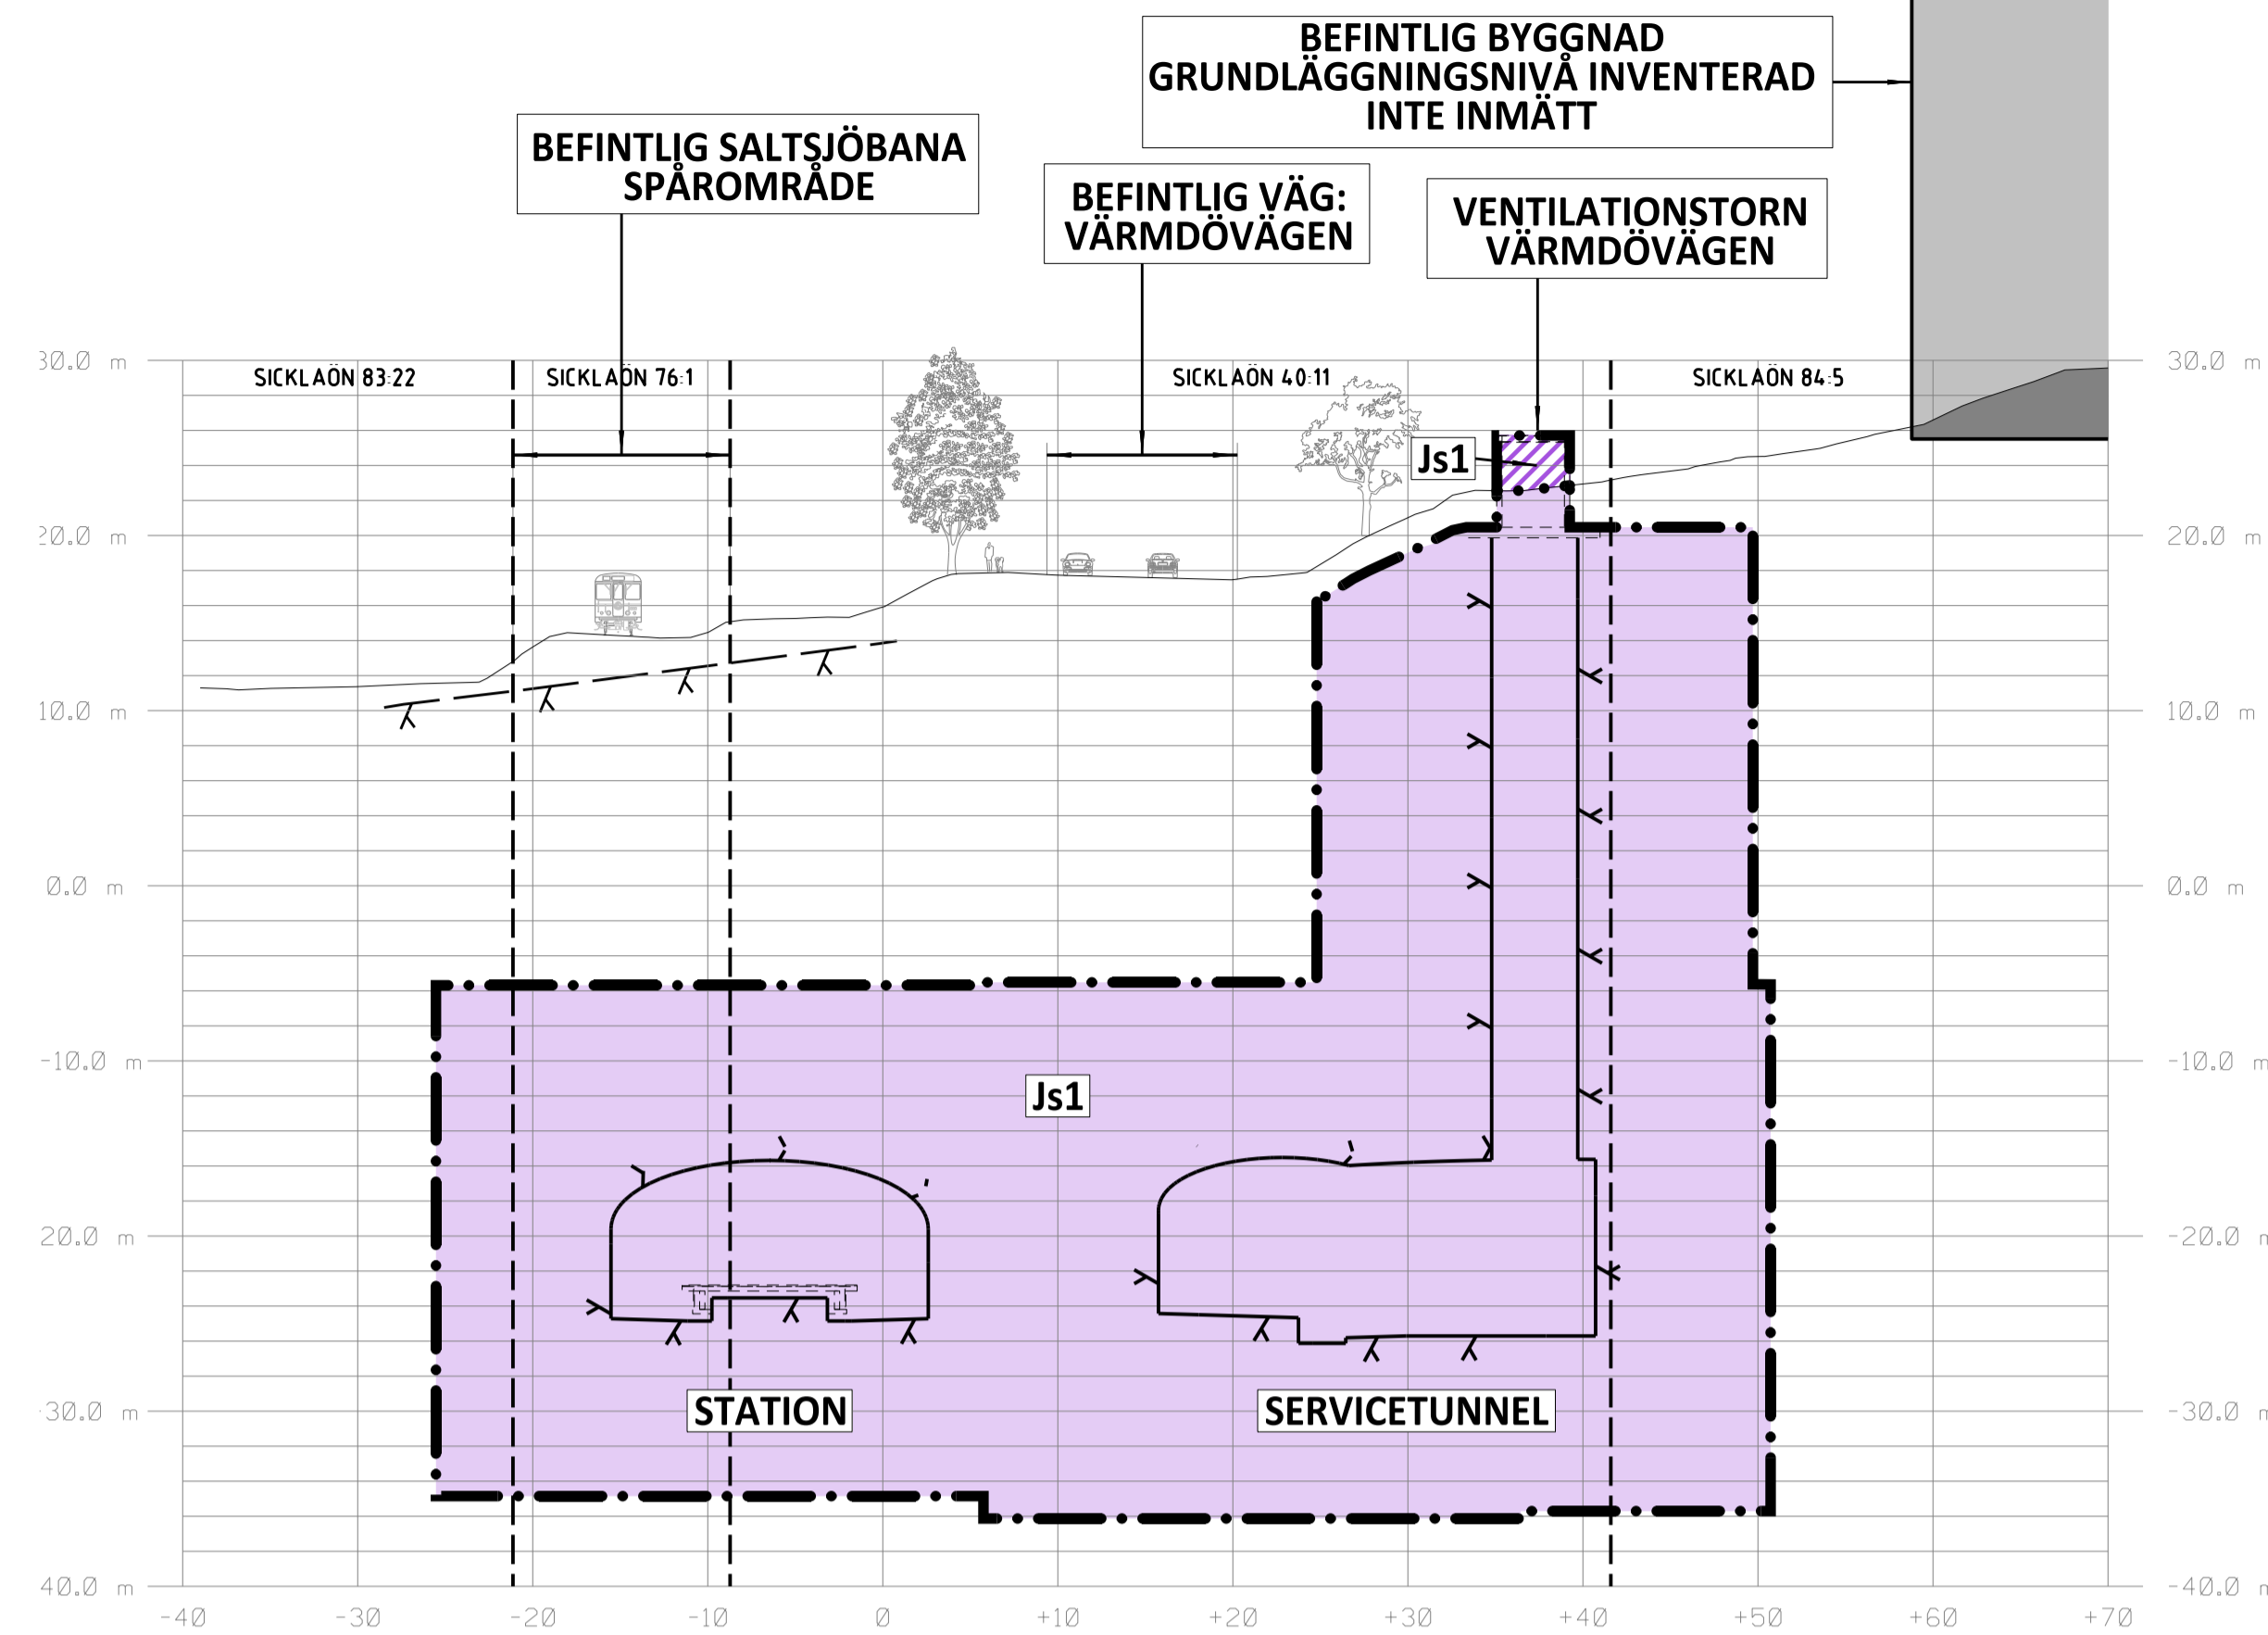 BEFINTLIG BYGGNAD
GRUNDLÄGGNINGSNIVÅ INVENTERAD
INTE INMÄTT
BEFINTLIG SALTSJÖBANA
SPÅROMRÅDE
BEFINTLIG VÄG:
VÄRMDÖVÄGEN
VENTILATIONSTORN
VÄRMDÖVÄGEN
30.0 m
30.0 m
SICKLAÖN 83:22
SICKLAÖN 76:1
SICKLAÖN 40:11
SICKLAÖN 84:5
Js1
20.0 m
20.0 m
10.0 m
10.0 m
0.0 m
0.0 m
-10.0 m
-10.0 m
Js1
20.0 m
-20.0 m
STATION
SERVICETUNNEL
30.0 m
-30.0 m
40.0 m
-40.0 m
-40
-30
-20
-10
0
+10
+20
+30
+40
+50
+60
+70